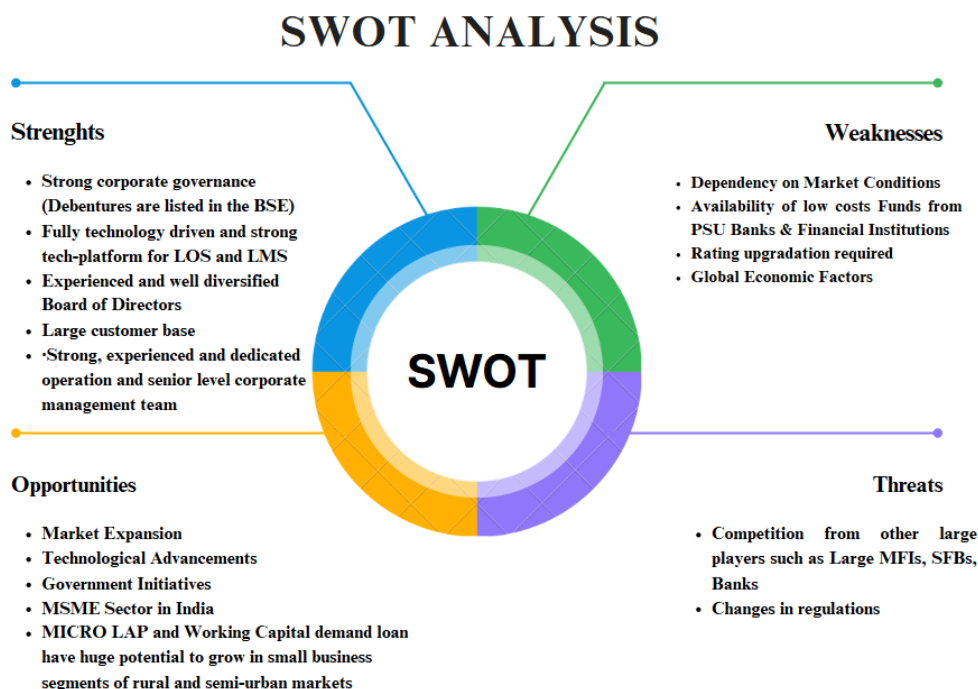 SWOT ANALYSIS
Strenghts
• Strong corporate governance
(Debentures are listed in the BSE)
• Fully technology driven and strong
tech-platform for LOS and LMS
• Experienced and well diversified
Board of Directors
• Large customer base
• ·Strong, experienced and dedicated
operation and senior level corporate
management team
Weaknesses
• Dependency on Market Conditions
• Availability of low costs Funds from
PSU Banks & Financial Institutions
• Rating upgradation required
• Global Economic Factors
SWOT
Opportunities
• Market Expansion
• Technological Advancements
• Government Initiatives
• MSME Sector in India
• MICRO LAP and Working Capital demand loan
have huge potential to grow in small business
segments of rural and semi-urban markets
Threats
• Competition from other large
players such as Large MFIs, SFBs,
Banks
• Changes in regulations